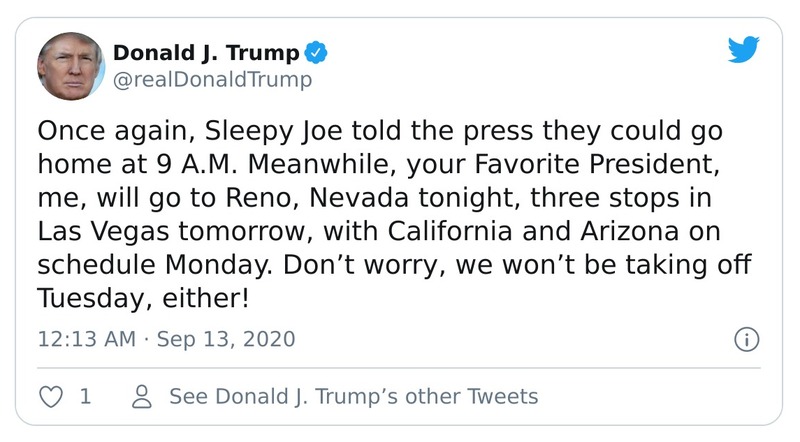 Donald J. Trump
@realDonaldTrump
Once again, Sleepy Joe told the press they could go
home at 9 A.M. Meanwhile, your Favorite President,
me, will go to Reno, Nevada tonight, three stops in
Las Vegas tomorrow, with California and Arizona on
schedule Monday. Don’t worry, we won’t be taking off
Tuesday, either!
12:13 AM · Sep 13, 2020
1 See Donald J. Trump’s other Tweets